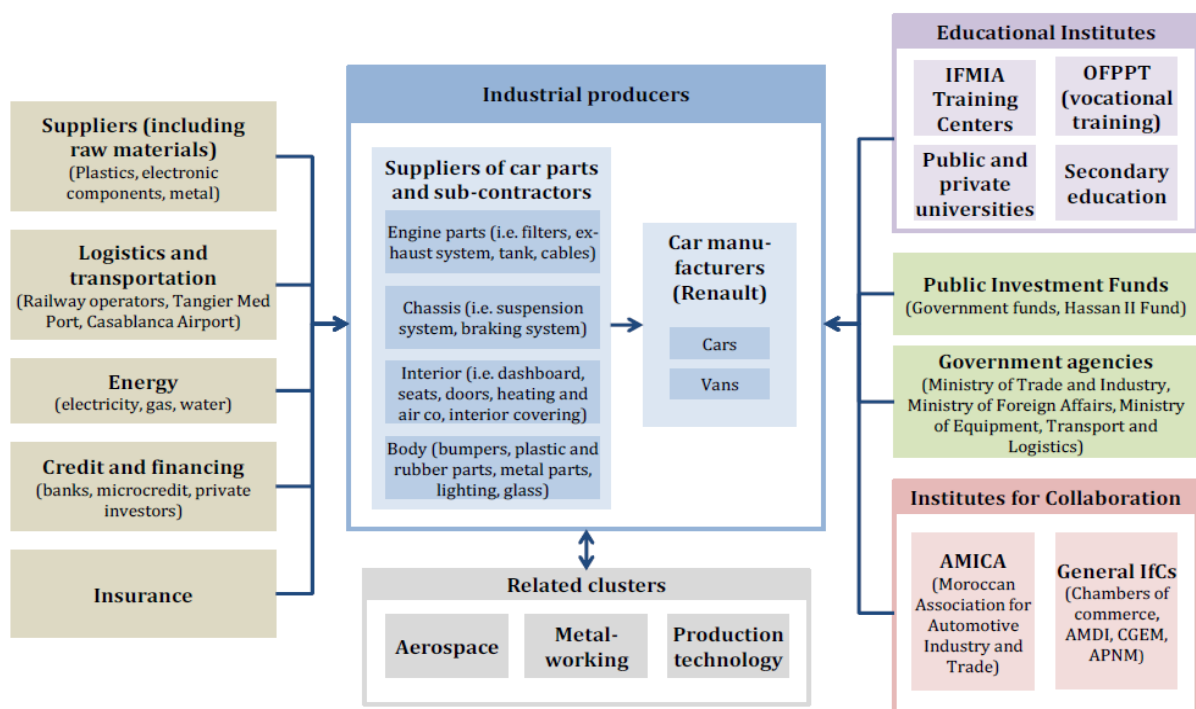 Suppliers (including
raw materials)
(Plastics, electronic
components, metal)
Logistics and
transportation
(Railway operators, Tangier Med
Port, Casablanca Airport)
Energy
(electricity, gas, water)
Credit and financing
(banks, microcredit, private
investors)
Insurance
Industrial producers
Suppliers of car parts
and sub-contractors
Engine parts (i.e. filters, ex-
haust system, tank, cables)
Chassis (i.e. suspension
system, braking system)
Interior (i.e. dashboard,
seats, doors, heating and
air co, interior covering)
Body (bumpers, plastic and
rubber parts, metal parts,
lighting, glass)
Car manu-
facturers
(Renault)
Cars
Vans
Related clusters
Aerospace
Metal-
working
Production
technology
Educational Institutes
IFMIA
Training
Centers
OFPPT
(vocational
training)
Public and
private
universities
Secondary
education
Public Investment Funds
(Government funds, Hassan II Fund)
Government agencies
(Ministry of Trade and Industry,
Ministry of Foreign Affairs, Ministry
of Equipment, Transport and
Logistics)
Institutes for Collaboration
AMICA
(Moroccan
Association for
Automotive
Industry and
Trade)
General IfCs
(Chambers of
commerce,
AMDI, CGEM,
APNM)